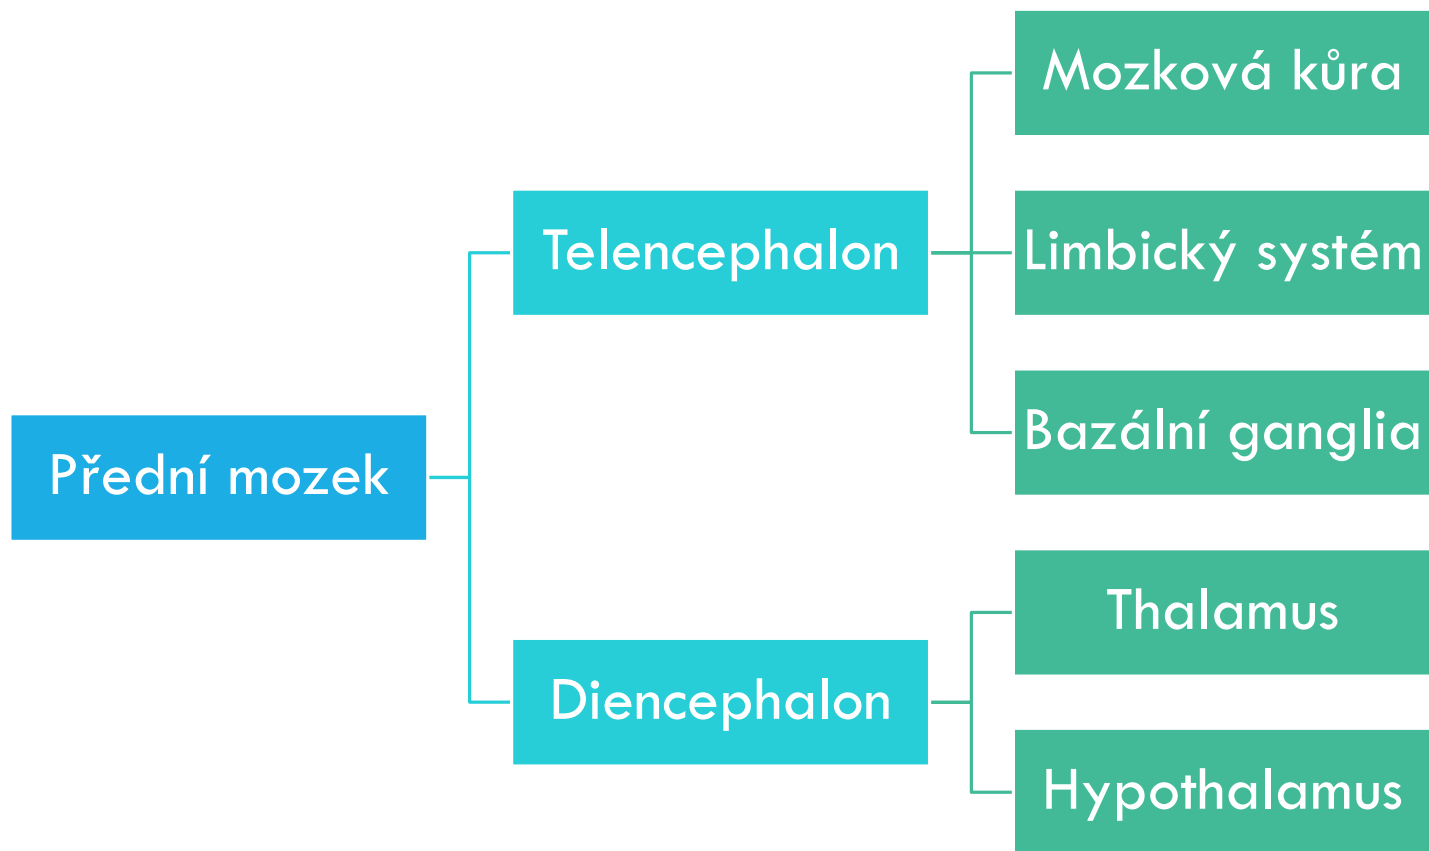 Přední mozek
Telencephalon
Mozková kůra
Limbický systém
Bazální ganglia
Diencephalon
Thalamus
Hypothalamus